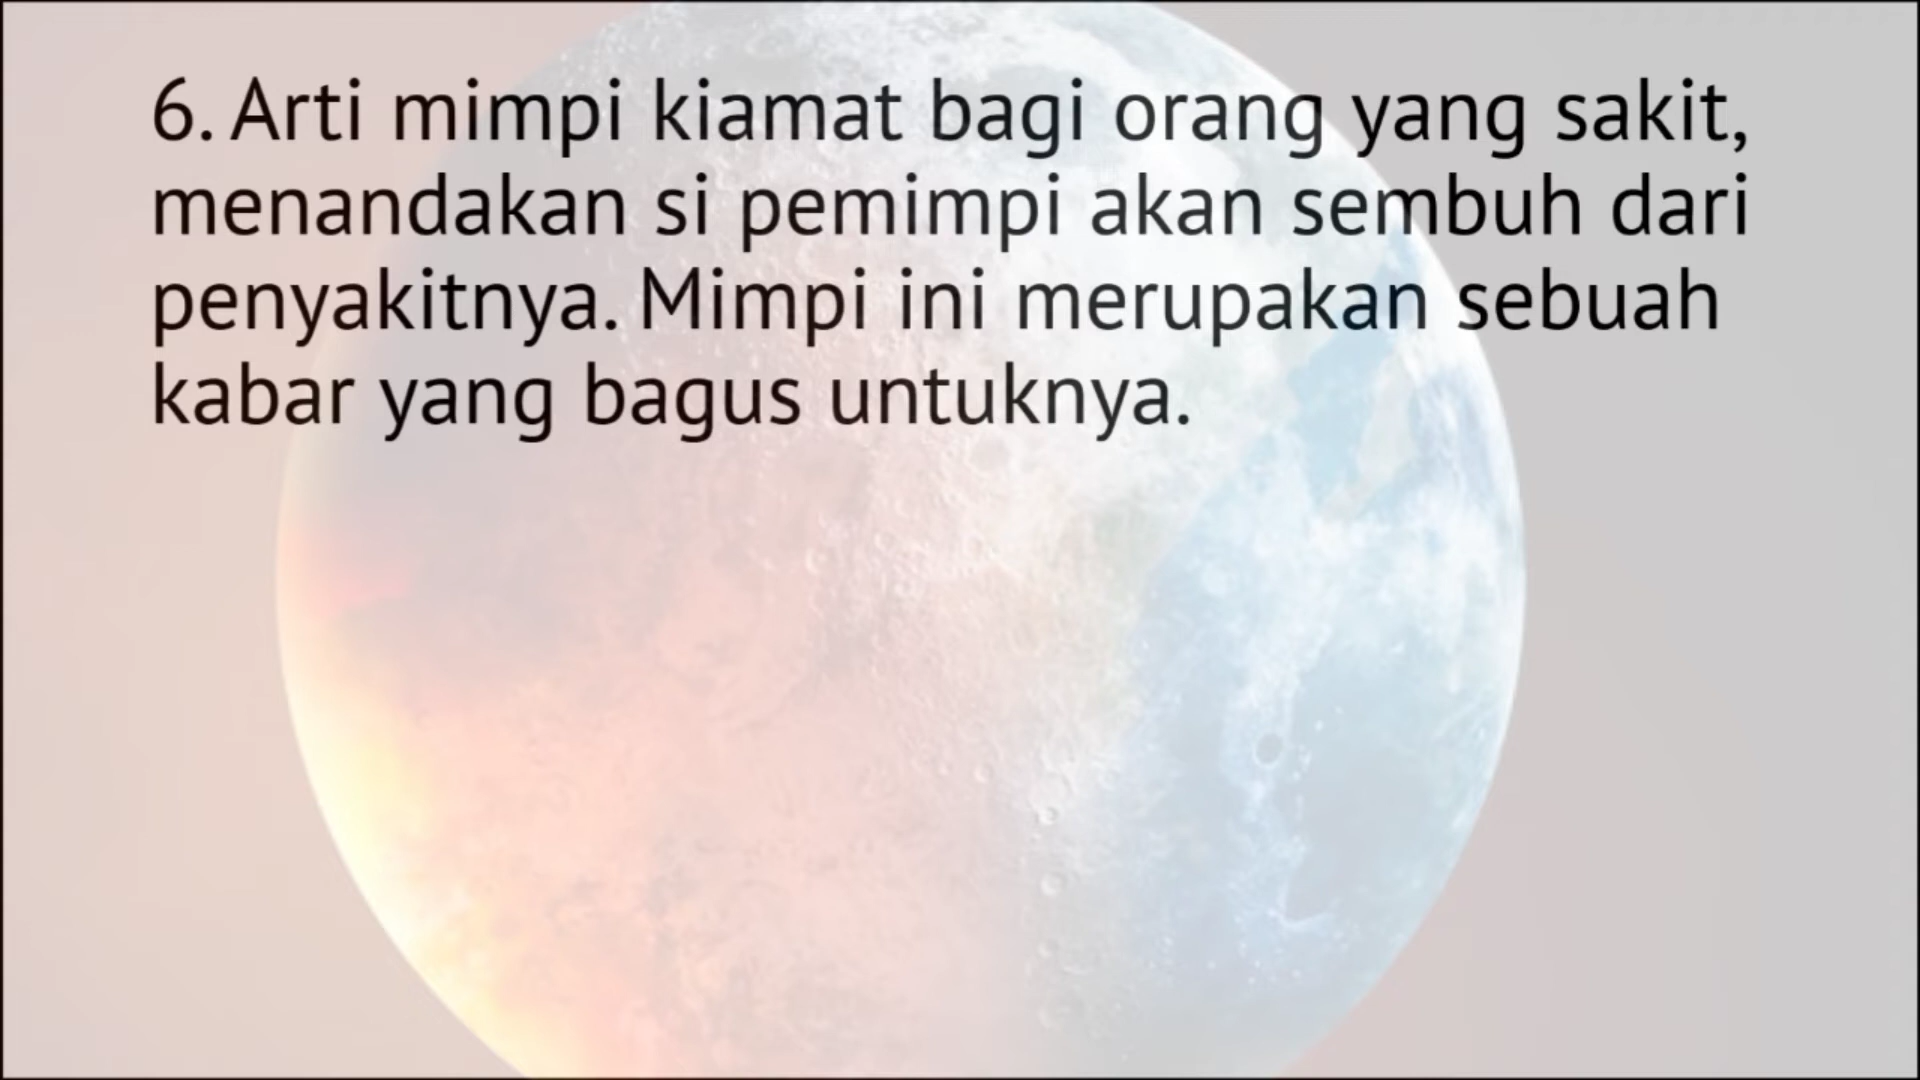 6. Arti mimpi kiamat bagi orang yang sakit,
menandakan si pemimpi akan sembuh dari
penyakitnya. Mimpi ini merupakan sebuah
kabar yang bagus untuknya.